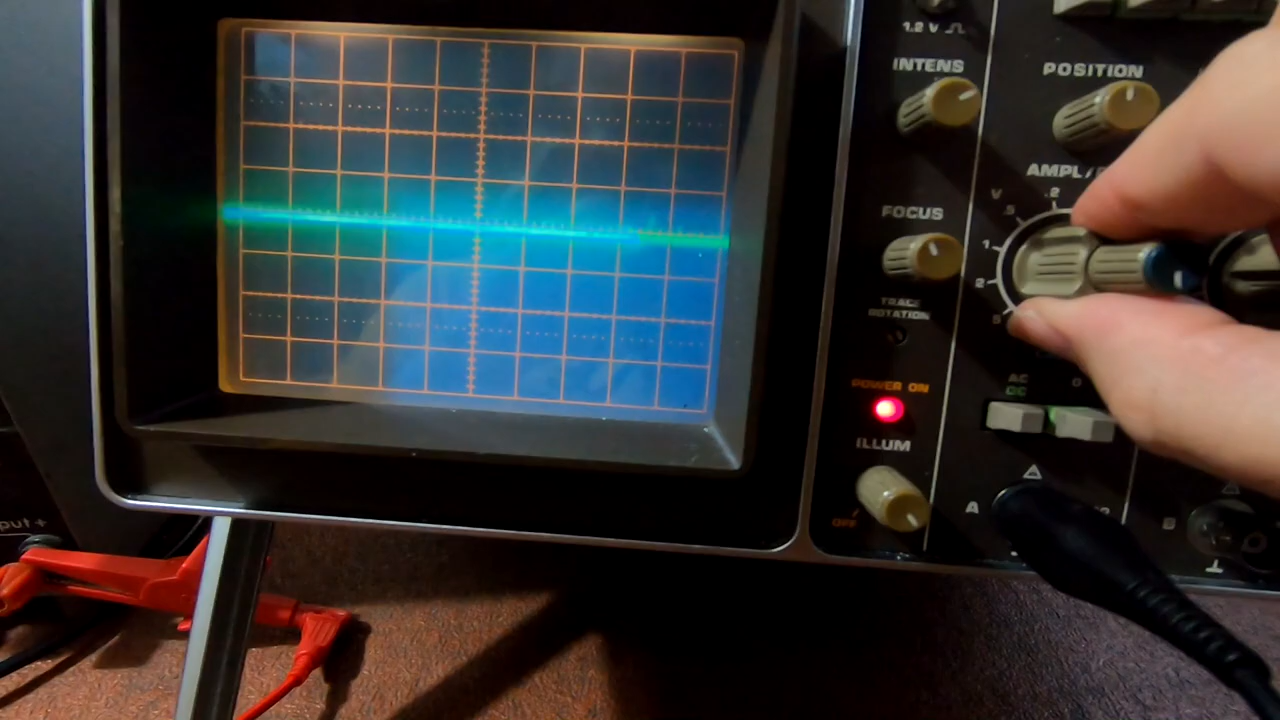 1.2 V
INTENS
POSITION
AMPL/
V
.2
.5
FOCUS
1
2
5
TRACE
ROTATION
POWER ON
AC
DC
0
ILLUM
A
OFF
B
put+